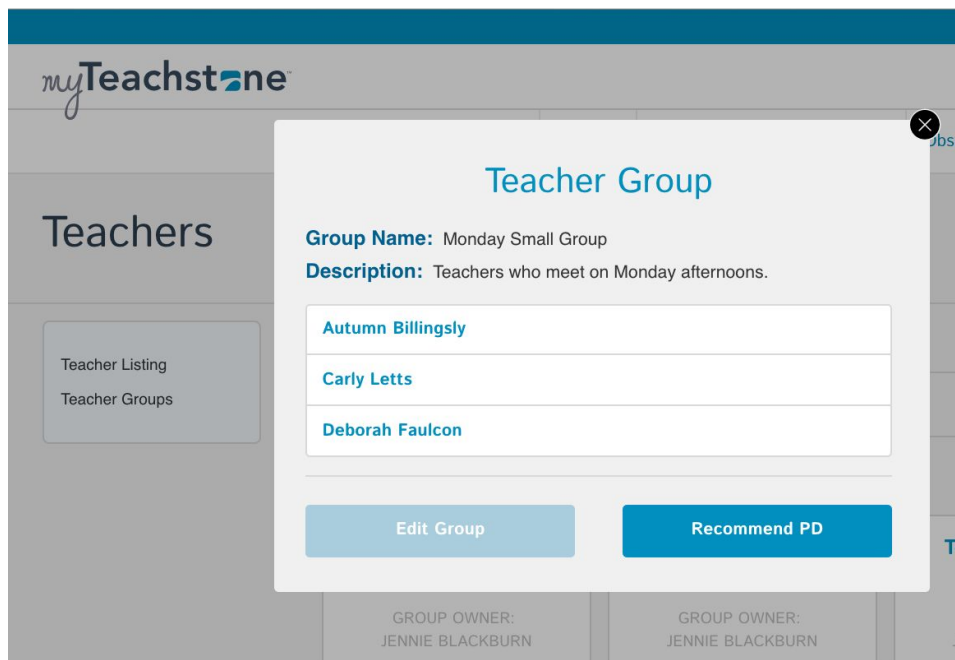 myTeachstone
Teacher Group
Teachers
Group Name: Monday Small Group
Description: Teachers who meet on Monday afternoons.
Autumn Billingsly
Carly Letts
Deborah Faulcon
Teacher Listing
Teacher Groups
Edit Group
Recommend PD
GROUP OWNER:
JENNIE BLACKBURN
GROUP OWNER:
JENNIE BLACKBURN